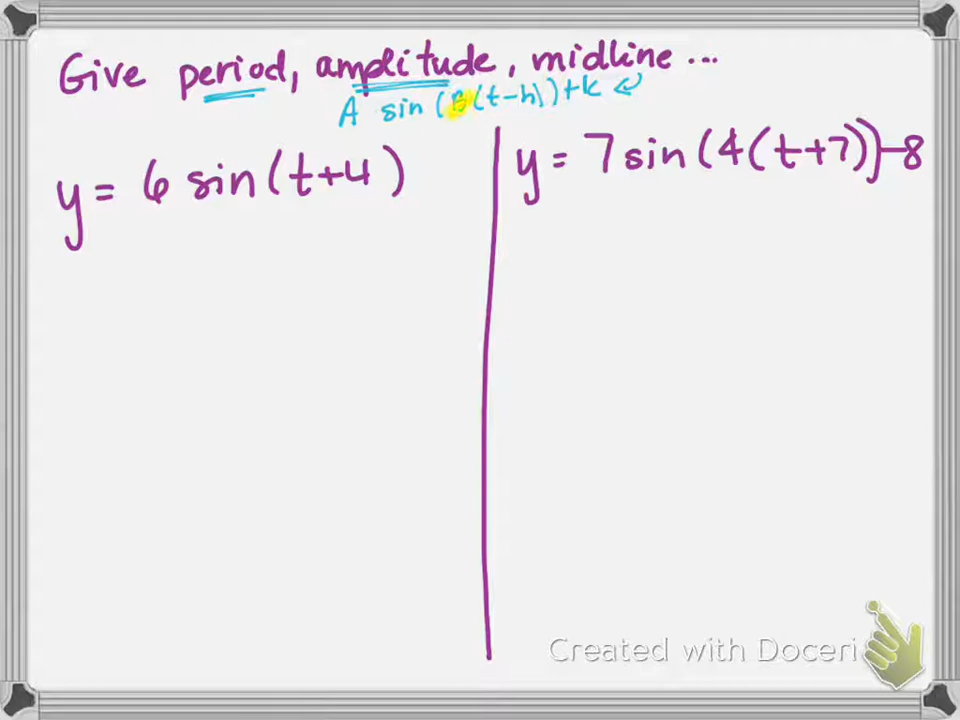 Give period, amplitude, midline ...
A sin (B(t-h))+k
y = 6 sin (t+4)
y = 7 sin (4(t+7))-8
Created with Doceri